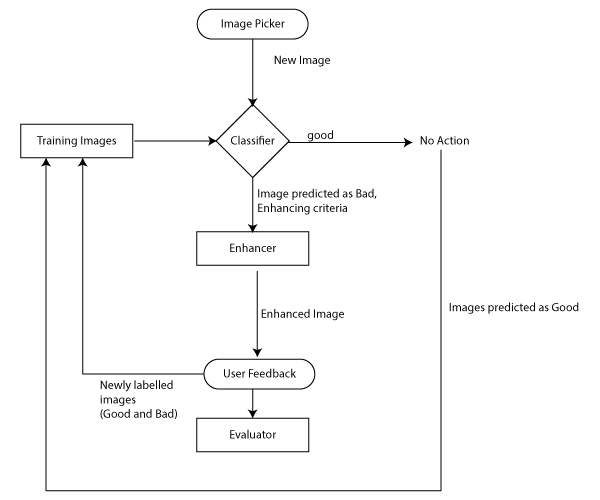 Image Picker
New Image
Training Images
Classifier
good
No Action
Image predicted as Bad,
Enhancing criteria
Enhancer
Images predicted as Good
Enhanced Image
User Feedback
Newly labelled
images
(Good and Bad)
Evaluator